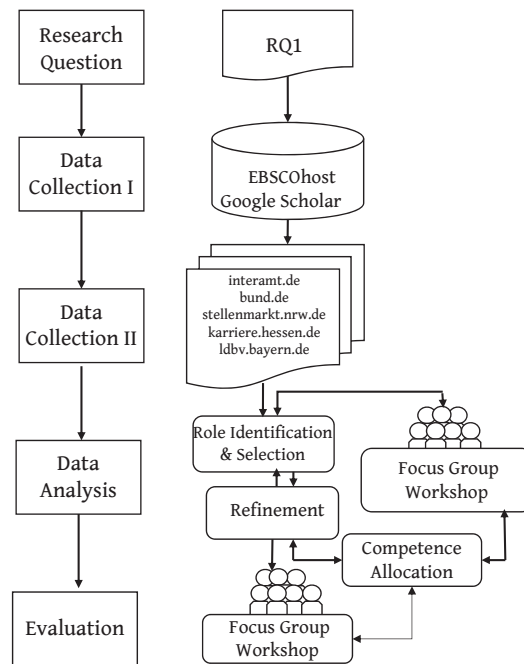 Research
Question
Data
Collection I
Data
Collection II
Data
Analysis
Evaluation
RQ1
EBSCOhost
Google Scholar
interamt.de
bund.de
stellenmarkt.nrw.de
karriere.hessen.de
ldbv.bayern.de
Role Identification
& Selection
Refinement
Focus Group
Workshop
Competence
Allocation
Focus Group
Workshop